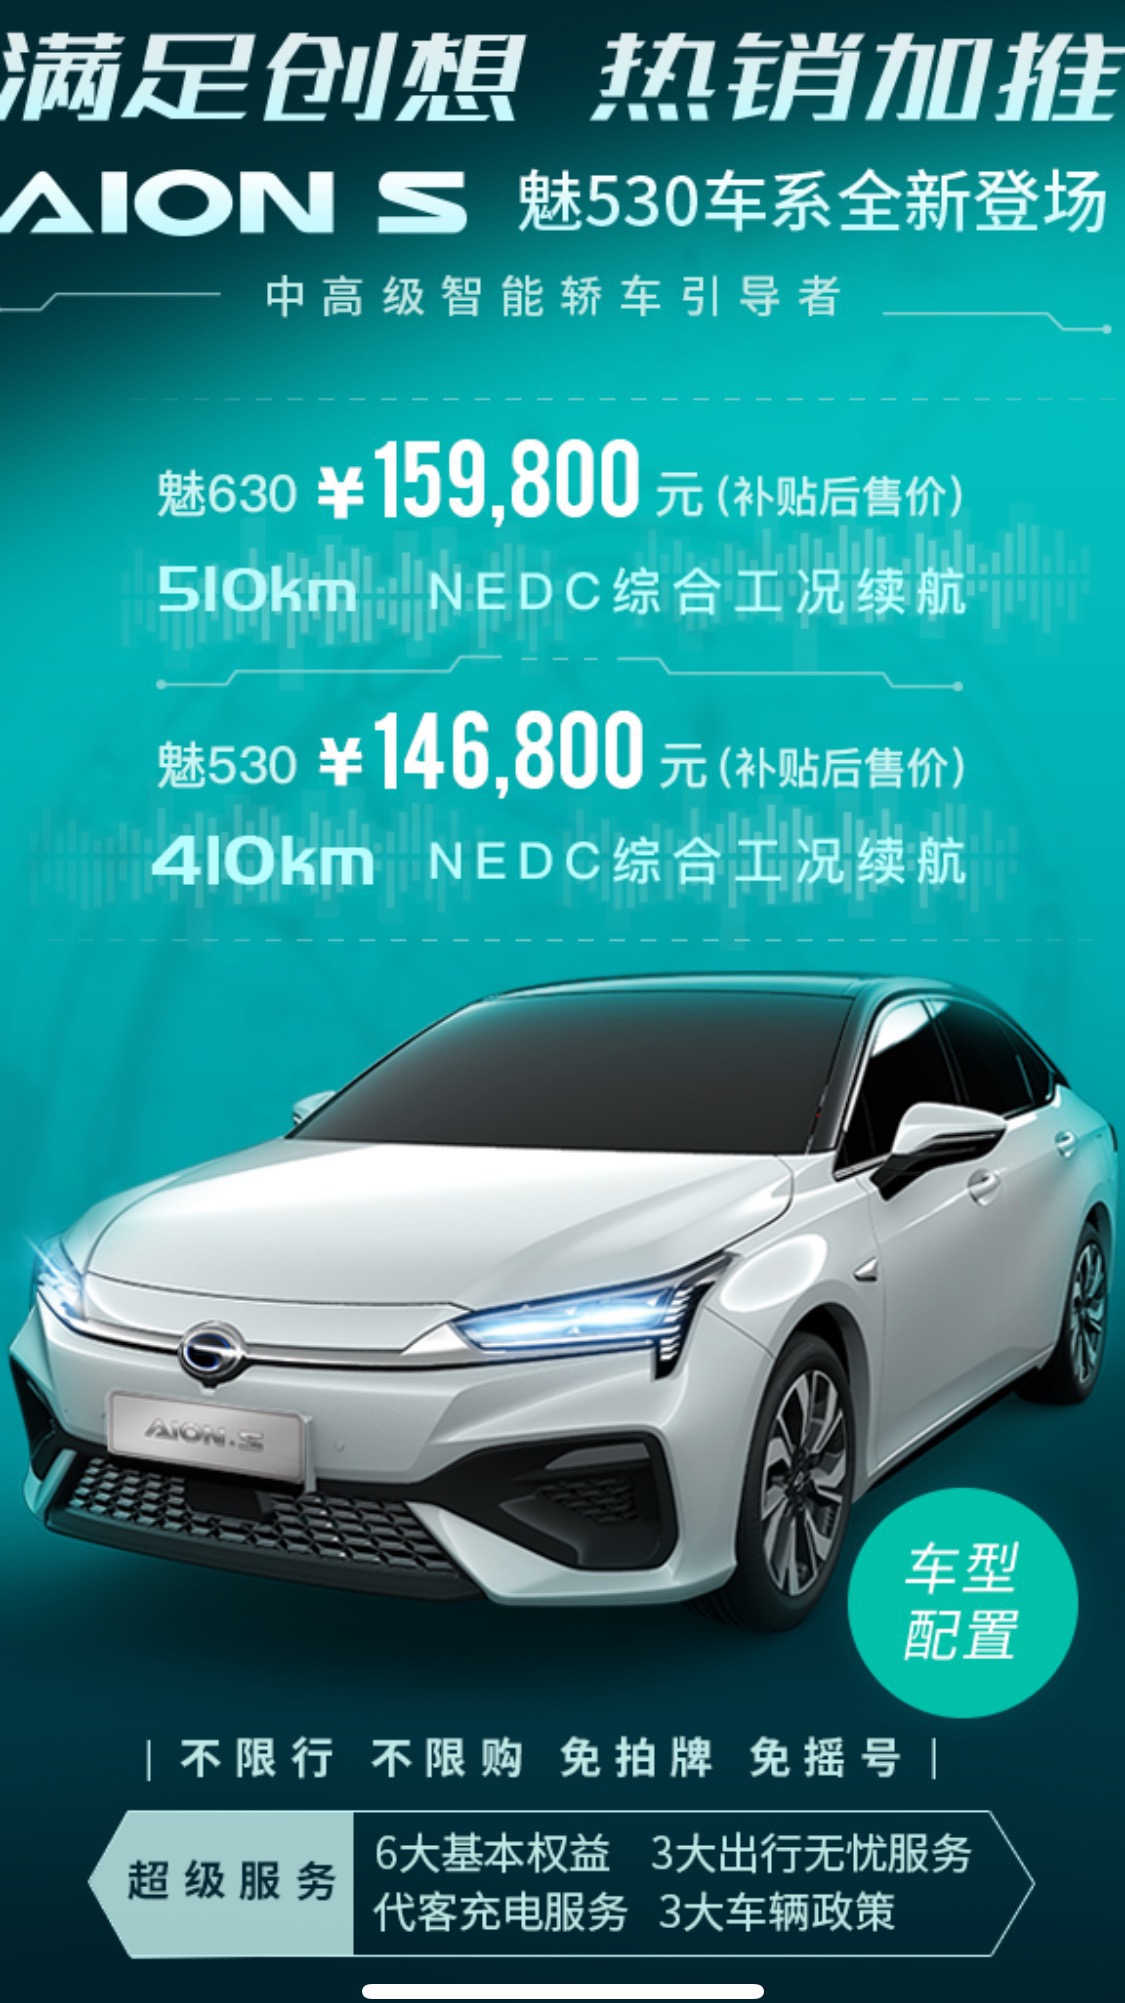 满足创想 热销加推
AION S 魅530车系全新登场
中高级智能轿车引导者
魅630 ¥159,800 元 (补贴后售价)
510km NEDC综合工况续航
魅530 ¥146,800 元 (补贴后售价)
410km NEDC综合工况续航
AION·S
车型
配置
|不限行 不限购 免拍牌 免摇号|
超级服务
6大基本权益 3大出行无忧服务
代客充电服务 3大车辆政策